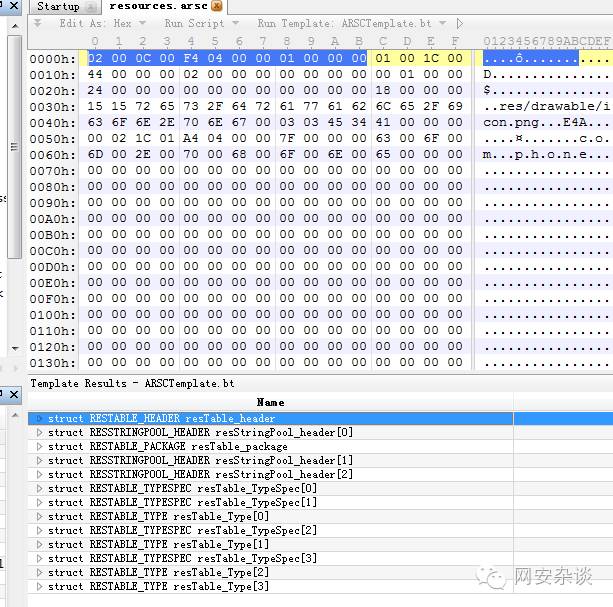 Startup
resources.arsc
Edit As: Hex
Run Script
Run Template: ARSCTemplate.bt
0 1 2 3 4 5 6 7 8 9 A B C D E F 0123456789ABCDEF
0000h: 02 00 0C 00 F4 04 00 00 01 00 00 00 01 00 1C 00 ....ô...........
0010h: 44 00 00 00 02 00 00 00 00 00 00 00 00 01 00 00 D...............
0020h: 24 00 00 00 00 00 00 00 00 00 00 00 18 00 00 00 $...............
0030h: 15 15 72 65 73 2F 64 72 61 77 61 62 6C 65 2F 69 ..res/drawable/i
0040h: 63 6F 6E 2E 70 6E 67 00 03 03 45 34 41 00 00 00 con.png...E4A...
0050h: 00 02 1C 01 A4 04 00 00 7F 00 00 00 63 00 6F 00 ....¤.......c.o.
0060h: 6D 00 2E 00 70 00 68 00 6F 00 6E 00 65 00 00 00 m...p.h.o.n.e...
0070h: 00 00 00 00 00 00 00 00 00 00 00 00 00 00 00 00 ................
0080h: 00 00 00 00 00 00 00 00 00 00 00 00 00 00 00 00 ................
0090h: 00 00 00 00 00 00 00 00 00 00 00 00 00 00 00 00 ................
00A0h: 00 00 00 00 00 00 00 00 00 00 00 00 00 00 00 00 ................
00B0h: 00 00 00 00 00 00 00 00 00 00 00 00 00 00 00 00 ................
00C0h: 00 00 00 00 00 00 00 00 00 00 00 00 00 00 00 00 ................
00D0h: 00 00 00 00 00 00 00 00 00 00 00 00 00 00 00 00 ................
00E0h: 00 00 00 00 00 00 00 00 00 00 00 00 00 00 00 00 ................
00F0h: 00 00 00 00 00 00 00 00 00 00 00 00 00 00 00 00 ................
0100h: 00 00 00 00 00 00 00 00 00 00 00 00 00 00 00 00 ................
0110h: 00 00 00 00 00 00 00 00 00 00 00 00 00 00 00 00 ................
0120h: 00 00 00 00 00 00 00 00 00 00 00 00 00 00 00 00 ................
0130h: 00 00 00 00 00 00 00 00 00 00 00 00 00 00 00 00 ................
Template Results - ARSCTemplate.bt
Name
struct RESTABLE_HEADER resTable_header
struct RESSTRINGPOOL_HEADER resStringPool_header[0]
struct RESTABLE_PACKAGE resTable_package
struct RESSTRINGPOOL_HEADER resStringPool_header[1]
struct RESSTRINGPOOL_HEADER resStringPool_header[2]
struct RESTABLE_TYPESPEC resTable_TypeSpec[0]
struct RESTABLE_TYPESPEC resTable_TypeSpec[1]
struct RESTABLE_TYPE resTable_Type[0]
struct RESTABLE_TYPESPEC resTable_TypeSpec[2]
struct RESTABLE_TYPE resTable_Type[1]
struct RESTABLE_TYPESPEC resTable_TypeSpec[3]
struct RESTABLE_TYPE resTable_Type[2]
struct RESTABLE_TYPE resTable_Type[3]
网安杂谈